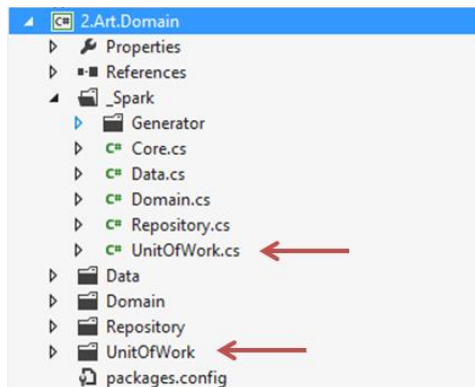 C# 2.Art.Domain
Properties
References
_Spark
Generator
C# Core.cs
C# Data.cs
C# Domain.cs
C# Repository.cs
C# UnitOfWork.cs
Data
Domain
Repository
UnitOfWork
packages.config